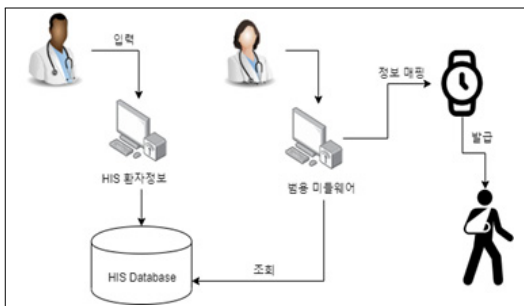 입력
정보 매핑
발급
HIS 환자정보
범용 미들웨어
HIS Database
조회